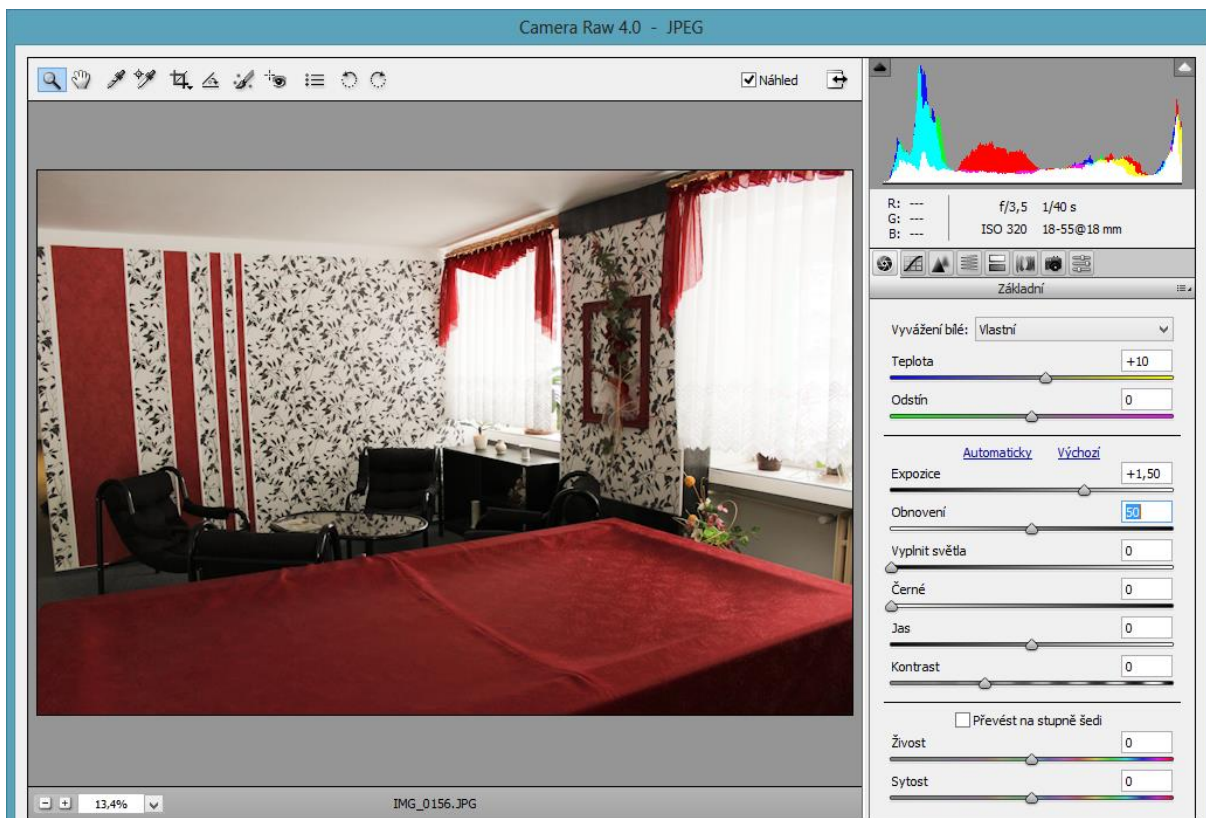 Camera Raw 4.0 - JPEG
Náhled
R: ---
G: ---
B: ---
f/3,5 1/40 s
ISO 320 18-55@18 mm
Základní
Vyvážení bílé: Vlastní
Teplota +10
Odstín 0
Automaticky Výchozí
Expozice +1,50
Obnovení 50
Vyplnit světla 0
Černé 0
Jas 0
Kontrast 0
Převést na stupně šedi
Živost 0
Sytost 0
13,4% IMG_0156.JPG